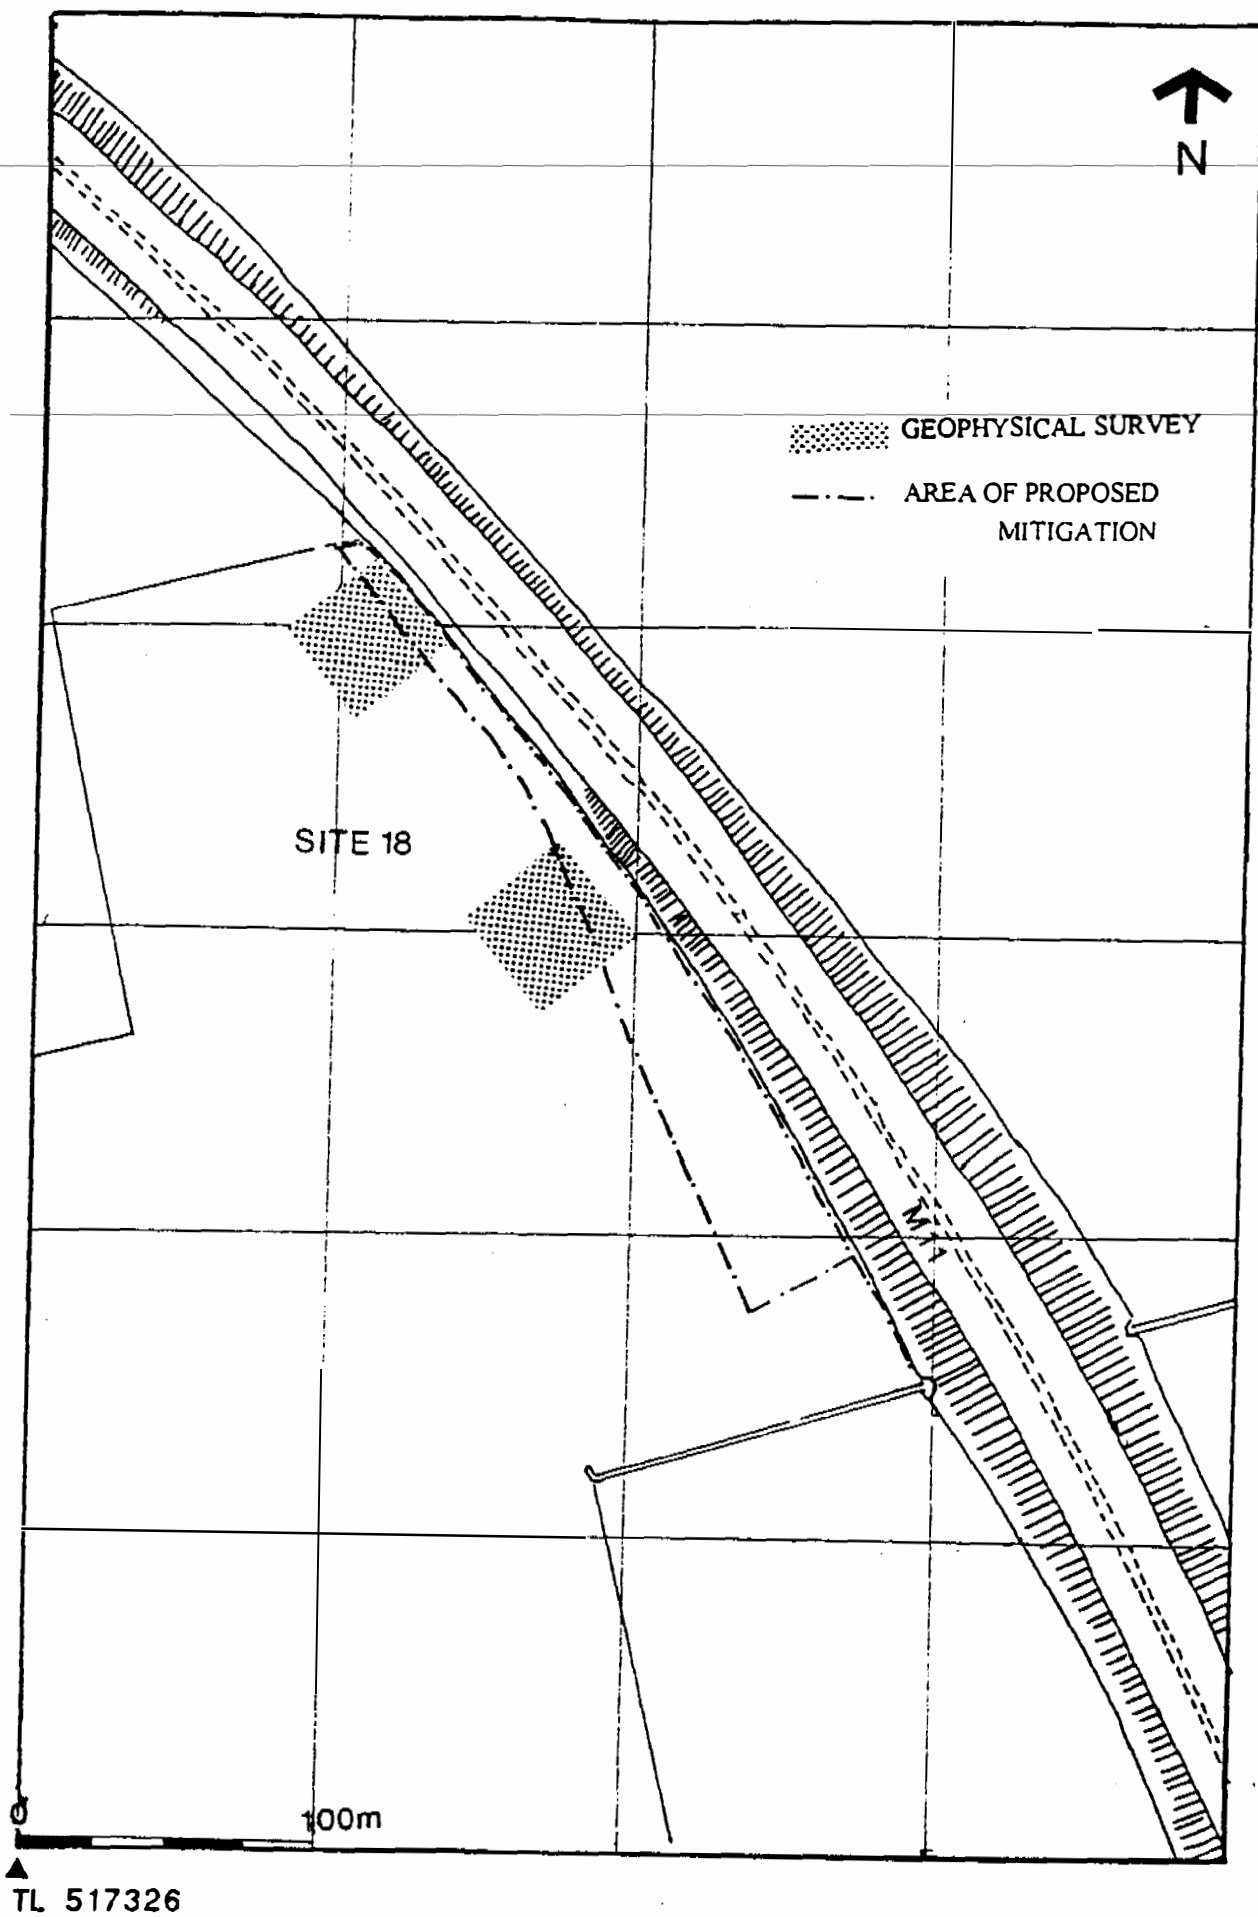 N
GEOPHYSICAL SURVEY
AREA OF PROPOSED
MITIGATION
SITE 18
M11
0
100m
TL 517326